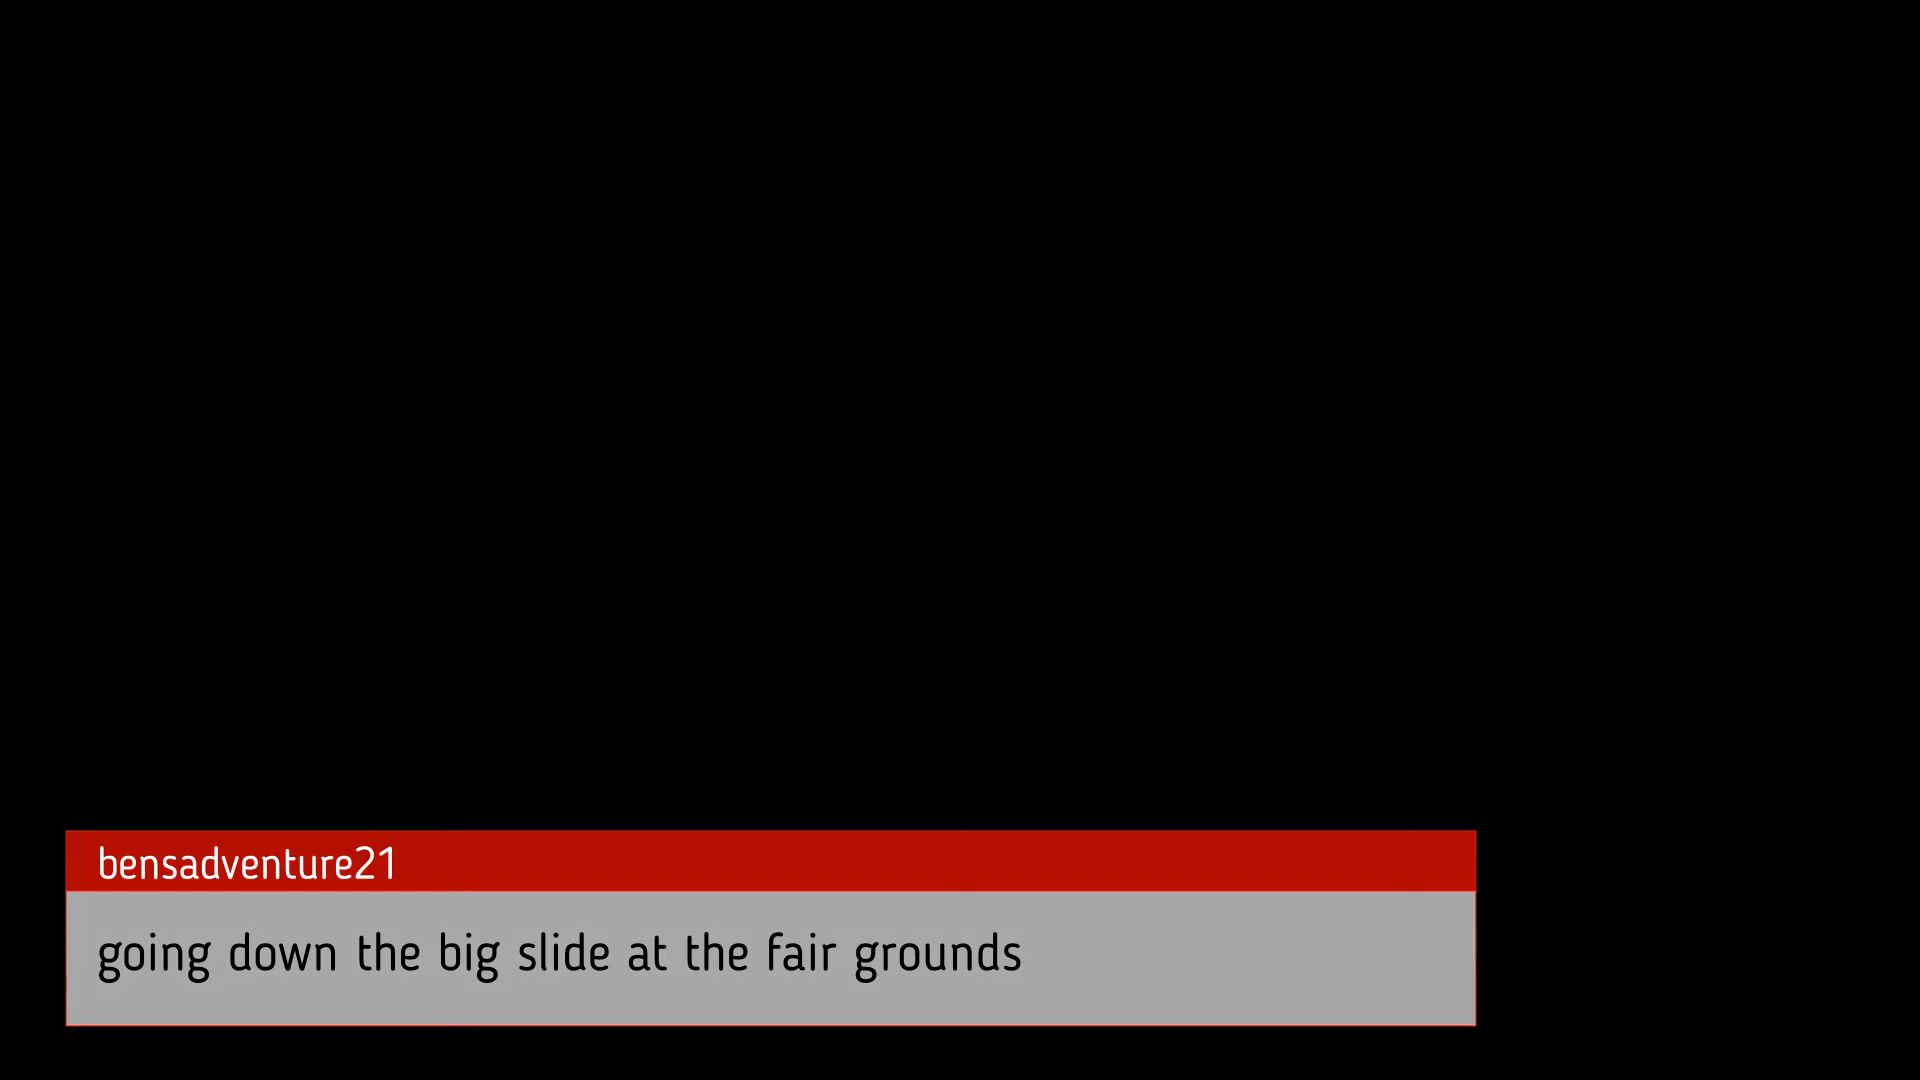 bensadventure21
going down the big slide at the fair grounds